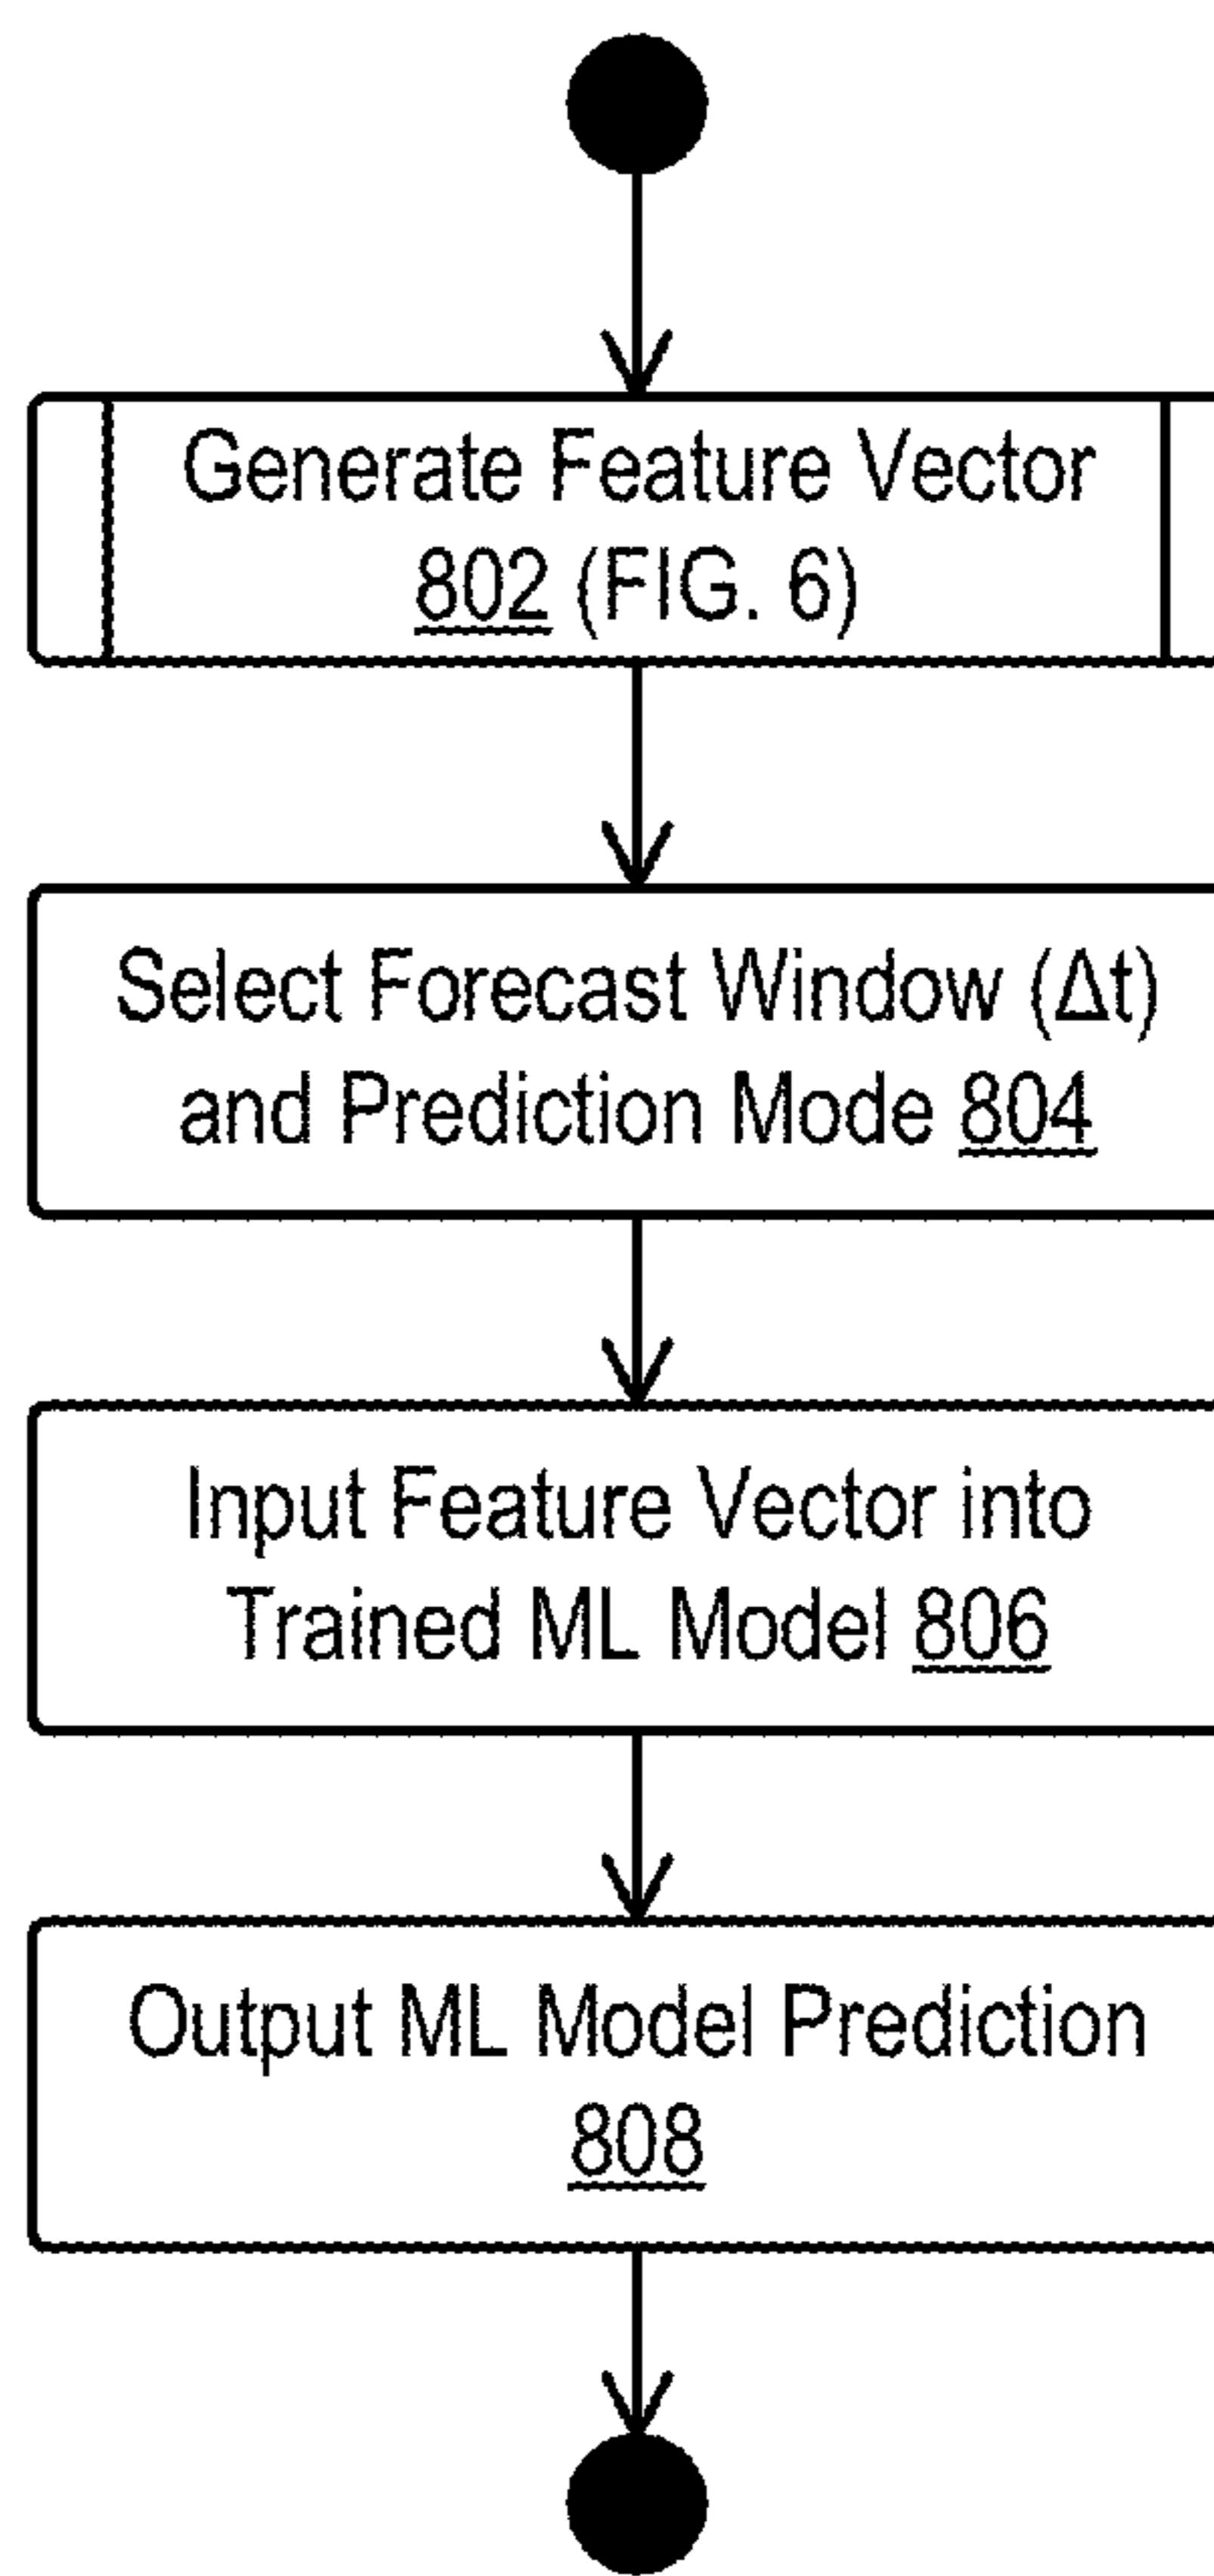 Generate Feature Vector
802 (FIG. 6)
Select Forecast Window (Δt)
and Prediction Mode 804
Input Feature Vector into
Trained ML Model 806
Output ML Model Prediction
808